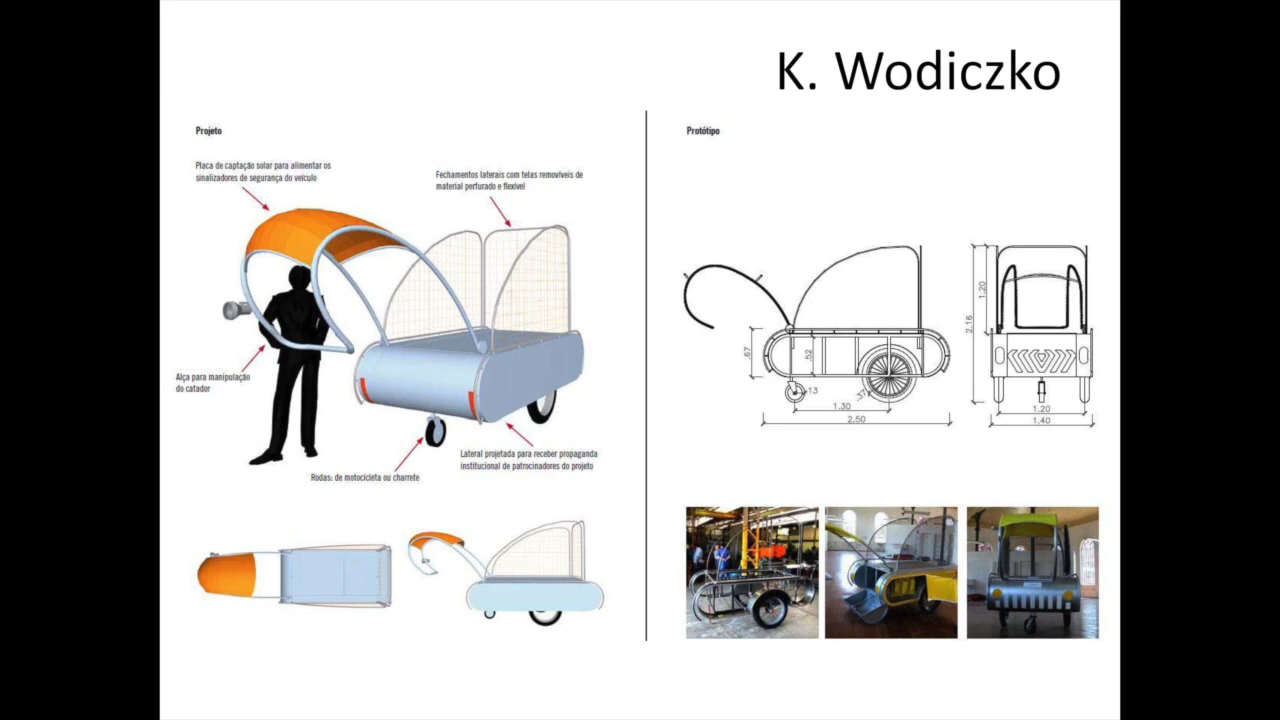 K. Wodiczko
Projeto
Placa de captação solar para alimentar os
sinalizadores de segurança do veículo
Fechamentos laterais com telas removíveis de
material perfurado e flexível
Alça para manipulação
do catador
Rodas: de motocicleta ou charrete
Lateral projetada para receber propaganda
institucional de patrocinadores do projeto
Protótipo
.67
.52
.13
.37
1.30
2.50
2.16
1.20
1.20
1.40